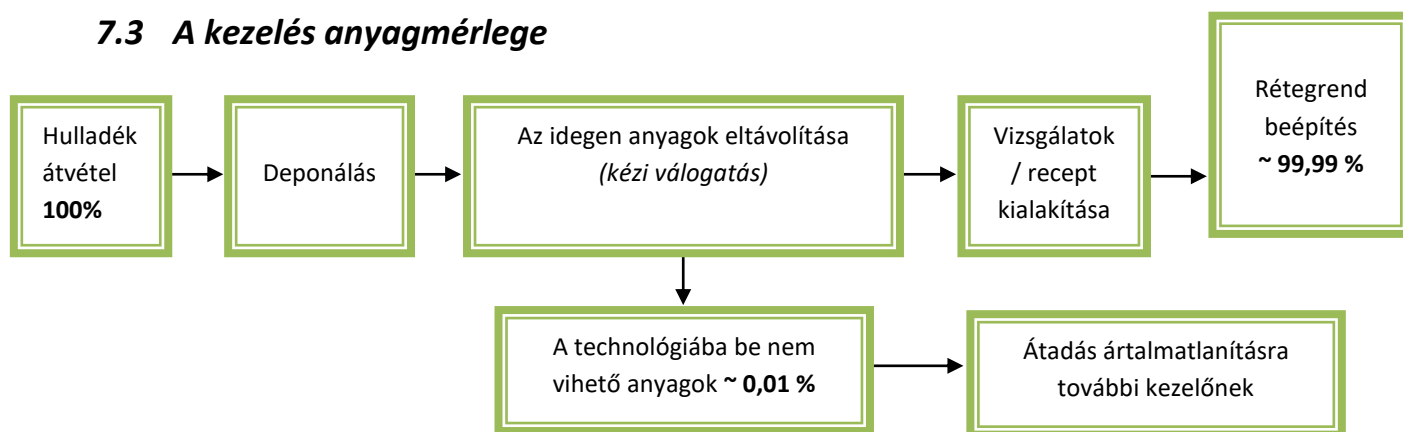 7.3 A kezelés anyagmérlege
Hulladék
átvétel
100%
Deponálás
Az idegen anyagok eltávolítása
(kézi válogatás)
Vizsgálatok
/ recept
kialakítása
Rétegrend
beépítés
~ 99,99 %
A technológiába be nem
vihető anyagok ~ 0,01 %
Átadás ártalmatlanításra
további kezelőnek